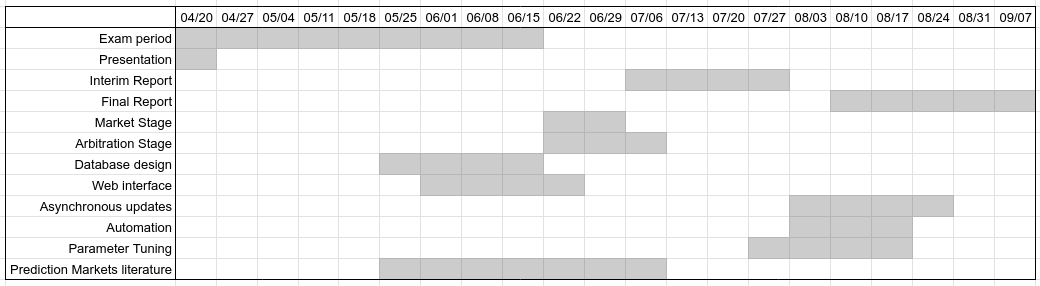 04/20 04/27 05/04 05/11 05/18 05/25 06/01 06/08 06/15 06/22 06/29 07/06 07/13 07/20 07/27 08/03 08/10 08/17 08/24 08/31 09/07
Exam period
Presentation
Interim Report
Final Report
Market Stage
Arbitration Stage
Database design
Web interface
Asynchronous updates
Automation
Parameter Tuning
Prediction Markets literature